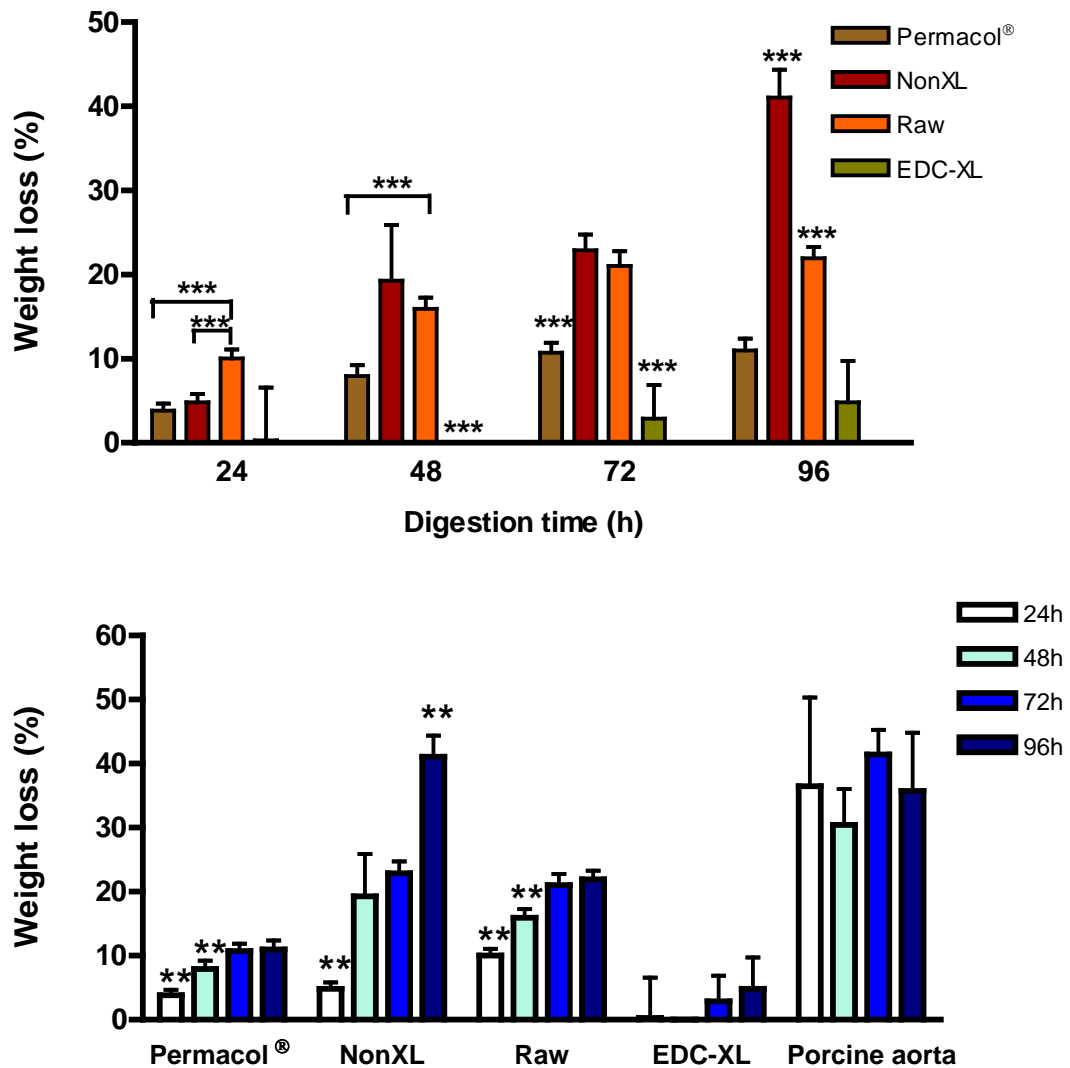 50
40
30
20
10
0
Weight loss (%)
Permacol®
NonXL
Raw
EDC-XL
***
***
***
***
***
***
***
***
24 48 72 96
Digestion time (h)
60
50
40
30
20
10
0
Weight loss (%)
24h
48h
72h
96h
**
**
**
**
**
**
Permacol ® NonXL Raw EDC-XL Porcine aorta